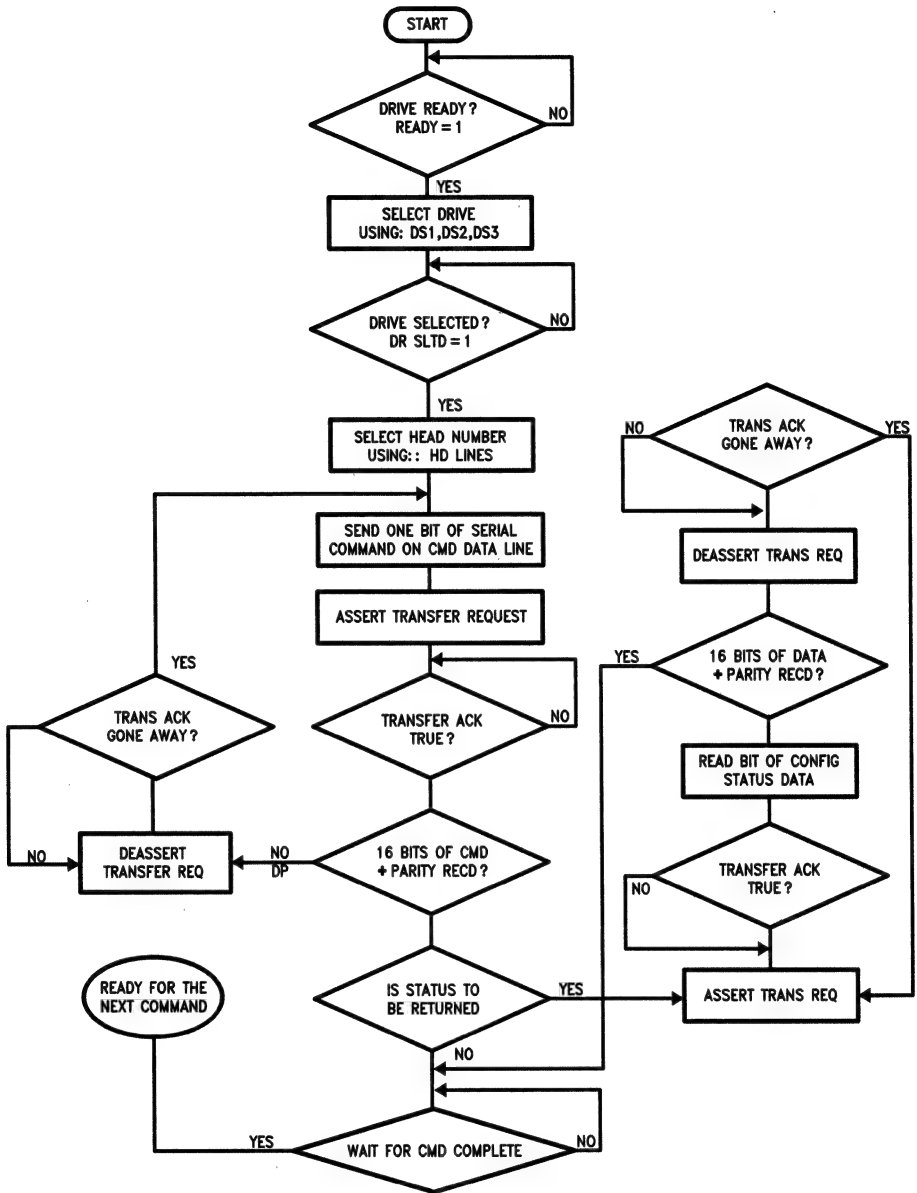 START
DRIVE READY?
READY = 1
NO
YES
SELECT DRIVE
USING: DS1,DS2,DS3
DRIVE SELECTED?
DR SLTD = 1
NO
YES
SELECT HEAD NUMBER
USING:: HD LINES
SEND ONE BIT OF SERIAL
COMMAND ON CMD DATA LINE
ASSERT TRANSFER REQUEST
TRANSFER ACK
TRUE?
NO
16 BITS OF CMD
+ PARITY RECD?
NO
DP
DEASSERT
TRANSFER REQ
TRANS ACK
GONE AWAY?
YES
NO
IS STATUS TO
BE RETURNED
YES
NO
WAIT FOR CMD COMPLETE
NO
YES
READY FOR THE
NEXT COMMAND
TRANS ACK
GONE AWAY?
NO
YES
DEASSERT TRANS REQ
16 BITS OF DATA
+ PARITY RECD?
YES
READ BIT OF CONFIG
STATUS DATA
TRANSFER ACK
TRUE?
NO
ASSERT TRANS REQ